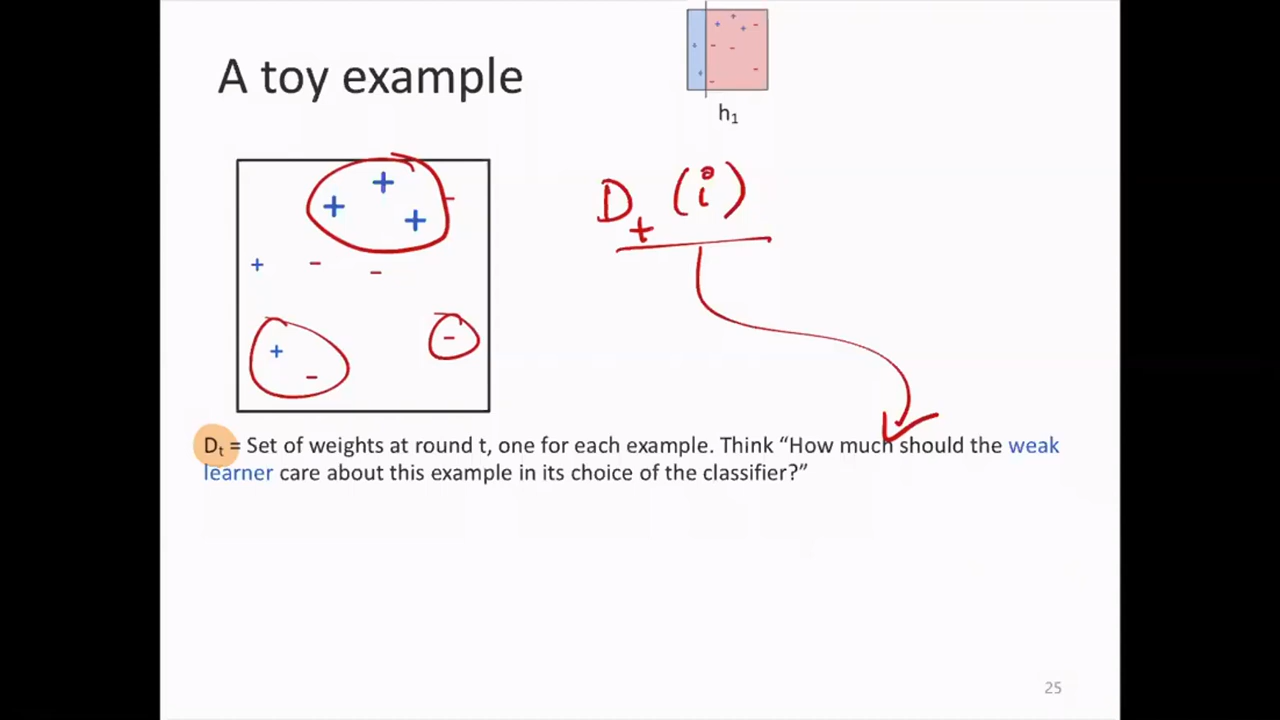 A toy example
h₁
D_t (i)
Dₜ = Set of weights at round t, one for each example. Think “How much should the weak
learner care about this example in its choice of the classifier?”
25